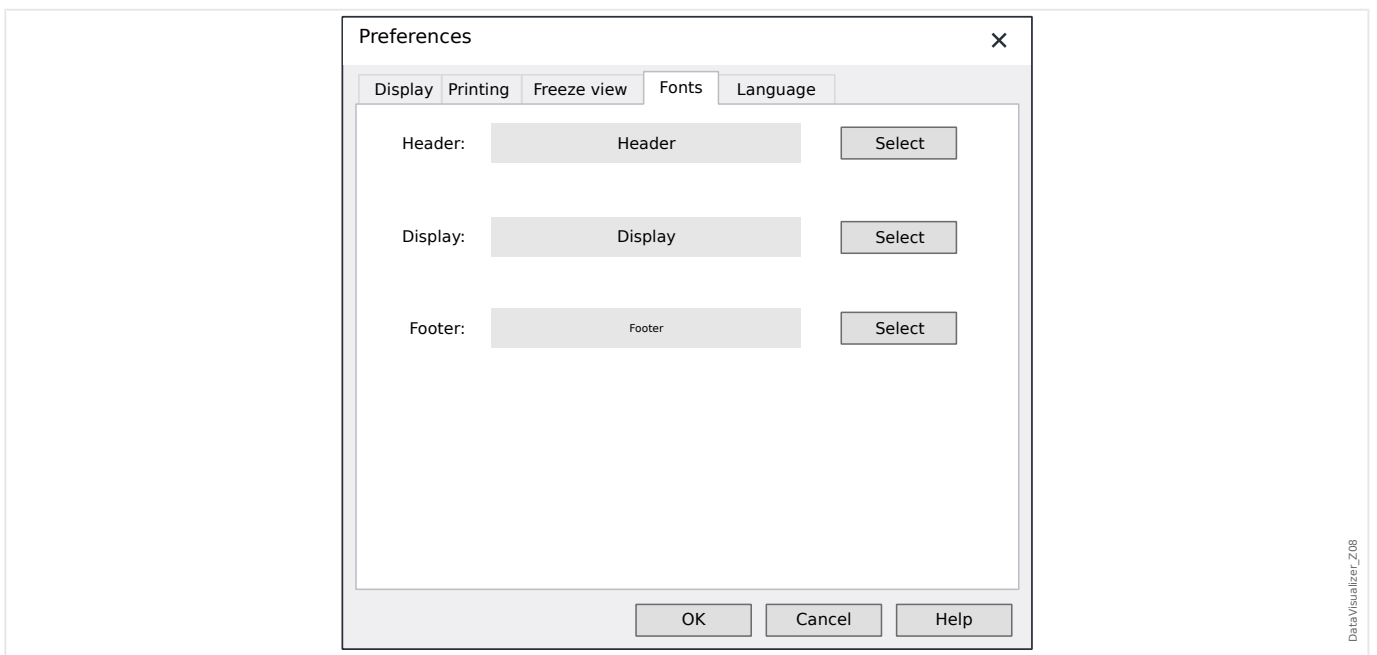 Preferences
Display Printing Freeze view Fonts Language
Header: Header Select
Display: Display Select
Footer: Footer Select
OK Cancel Help
DataVisualizer_Z08